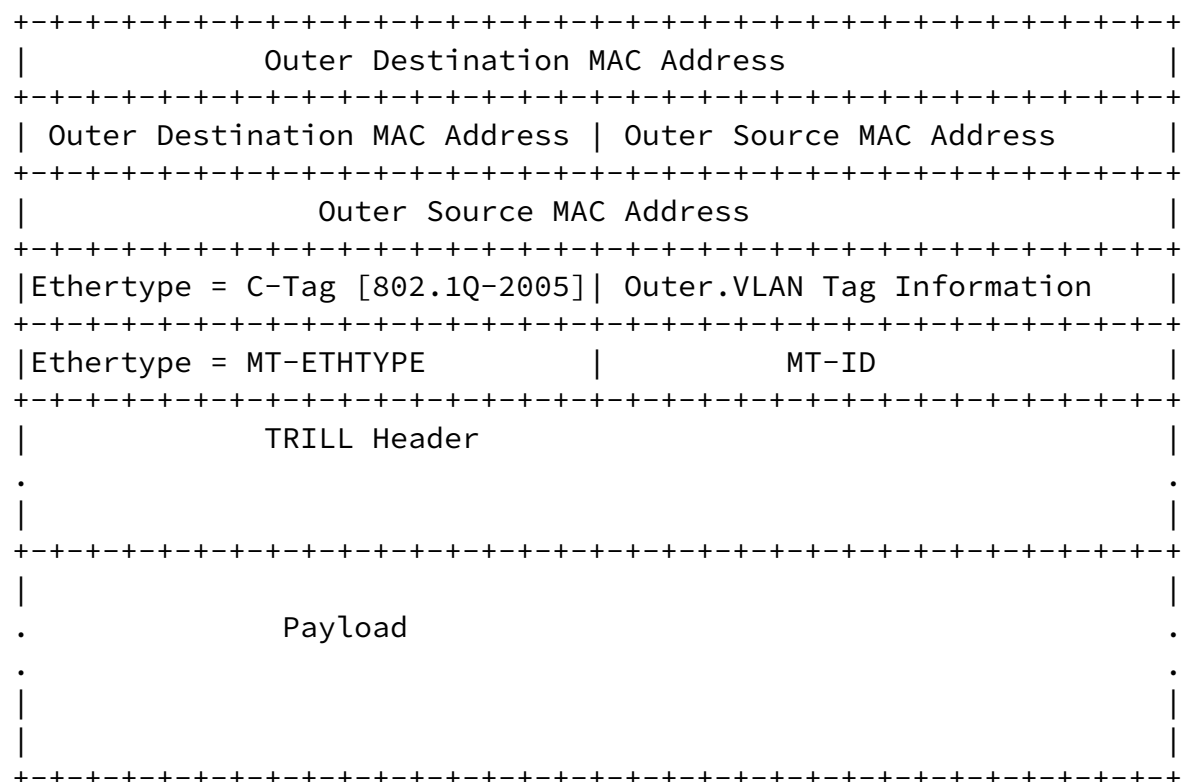 +-+-+-+-+-+-+-+-+-+-+-+-+-+-+-+-+-+-+-+-+-+-+-+-+-+-+-+-+-+-+-+-+
|             Outer Destination MAC Address                     |
+-+-+-+-+-+-+-+-+-+-+-+-+-+-+-+-+-+-+-+-+-+-+-+-+-+-+-+-+-+-+-+-+
| Outer Destination MAC Address | Outer Source MAC Address      |
+-+-+-+-+-+-+-+-+-+-+-+-+-+-+-+-+-+-+-+-+-+-+-+-+-+-+-+-+-+-+-+-+
|                Outer Source MAC Address                       |
+-+-+-+-+-+-+-+-+-+-+-+-+-+-+-+-+-+-+-+-+-+-+-+-+-+-+-+-+-+-+-+-+
|Ethertype = C-Tag [802.1Q-2005]| Outer.VLAN Tag Information    |
+-+-+-+-+-+-+-+-+-+-+-+-+-+-+-+-+-+-+-+-+-+-+-+-+-+-+-+-+-+-+-+-+
|Ethertype = MT-ETHTYPE         |          MT-ID                |
+-+-+-+-+-+-+-+-+-+-+-+-+-+-+-+-+-+-+-+-+-+-+-+-+-+-+-+-+-+-+-+-+
|             TRILL Header                                      |
.                                                               .
|                                                               |
+-+-+-+-+-+-+-+-+-+-+-+-+-+-+-+-+-+-+-+-+-+-+-+-+-+-+-+-+-+-+-+-+
|                                                               |
.              Payload                                          .
.                                                               .
|                                                               |
|                                                               |
+-+-+-+-+-+-+-+-+-+-+-+-+-+-+-+-+-+-+-+-+-+-+-+-+-+-+-+-+-+-+-+-+